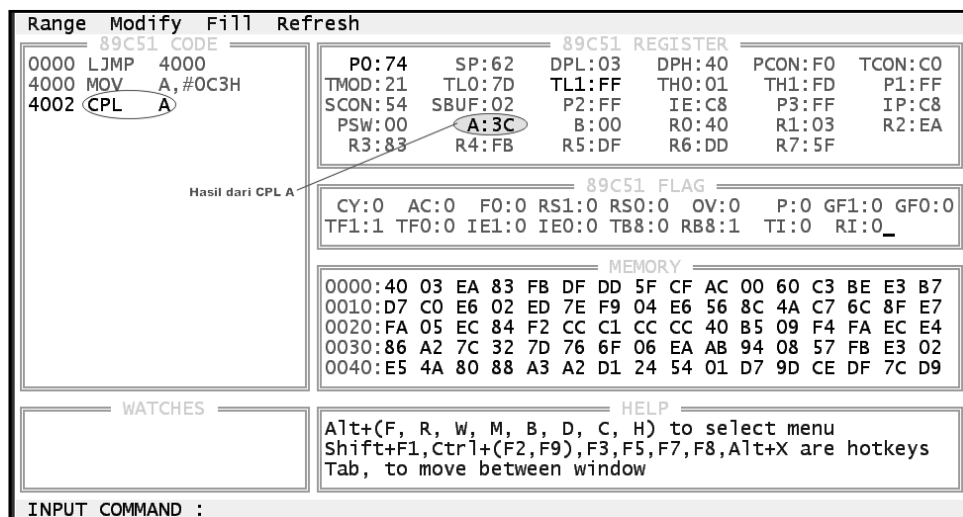 Range Modify Fill Refresh
89C51 CODE
0000 LJMP 4000
4000 MOV A,#0C3H
4002 CPL A
Hasil dari CPL A
89C51 REGISTER
P0:74 SP:62 DPL:03 DPH:40 PCON:F0 TCON:C0
TMOD:21 TL0:7D TL1:FF TH0:01 TH1:FD P1:FF
SCON:54 SBUF:02 P2:FF IE:C8 P3:FF IP:C8
PSW:00 A:3C B:00 R0:40 R1:03 R2:EA
R3:83 R4:FB R5:DF R6:DD R7:5F
89C51 FLAG
CY:0 AC:0 F0:0 RS1:0 RS0:0 OV:0 P:0 GF1:0 GF0:0
TF1:1 TF0:0 IE1:0 IE0:0 TB8:0 RB8:1 TI:0 RI:0_
MEMORY
0000:40 03 EA 83 FB DF DD 5F CF AC 00 60 C3 BE E3 B7
0010:D7 C0 E6 02 ED 7E F9 04 E6 56 8C 4A C7 6C 8F E7
0020:FA 05 EC 84 F2 CC C1 CC CC 40 B5 09 F4 FA EC E4
0030:86 A2 7C 32 7D 76 6F 06 EA AB 94 08 57 FB E3 02
0040:E5 4A 80 88 A3 A2 D1 24 54 01 D7 9D CE DF 7C D9
WATCHES
HELP
Alt+(F, R, W, M, B, D, C, H) to select menu
Shift+F1,Ctrl+(F2,F9),F3,F5,F7,F8,Alt+X are hotkeys
Tab, to move between window
INPUT COMMAND :